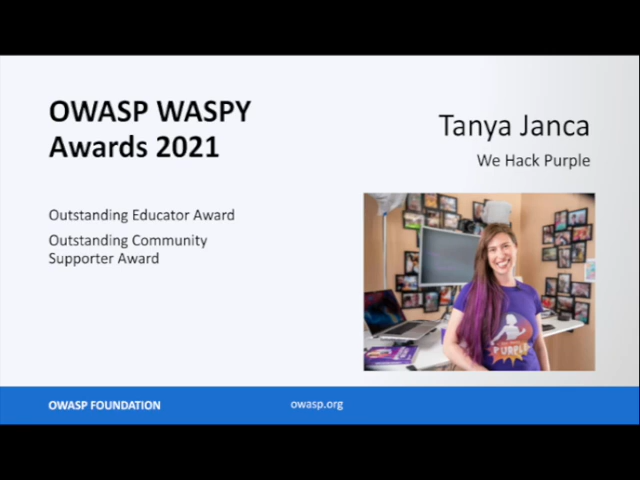 OWASP WASPY
Awards 2021
Tanya Janca
We Hack Purple
Outstanding Educator Award
Outstanding Community
Supporter Award
PURPLE
OWASP FOUNDATION
owasp.org